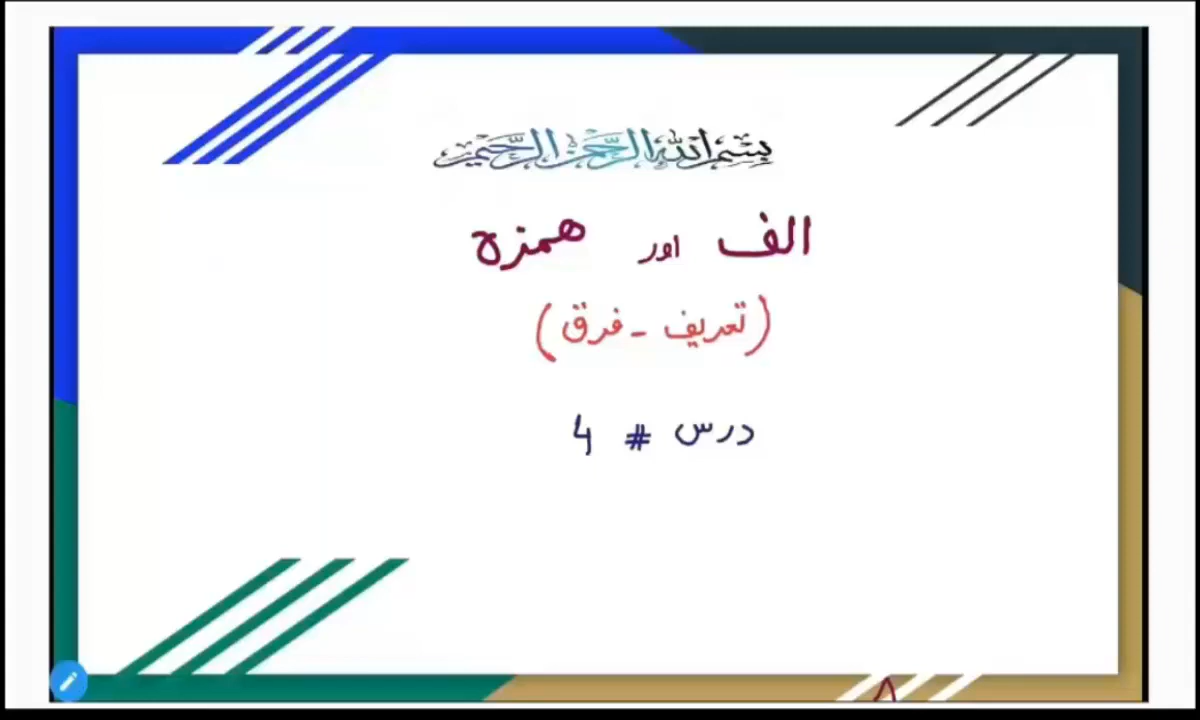 بسم الله الرحمن الرحيم
الف اور همزه
(تعریف - فرق)
درس # 4